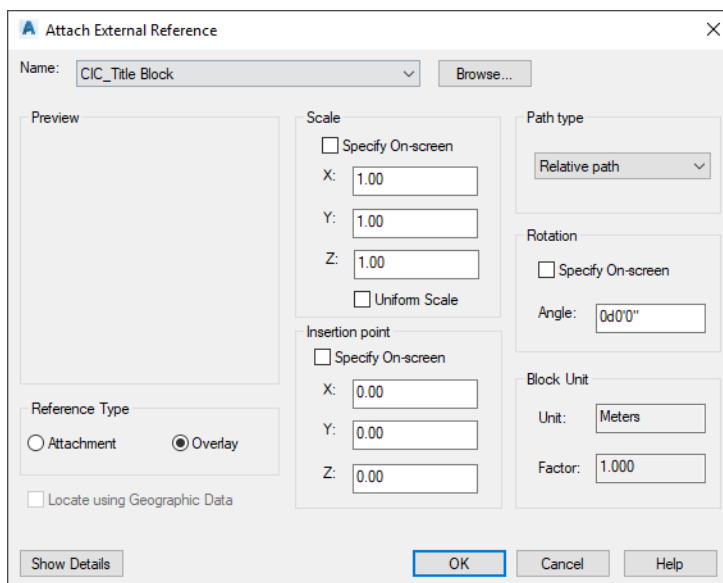 Attach External Reference
Name: CIC_Title Block Browse...
Preview
Reference Type
Attachment Overlay
Locate using Geographic Data
Scale
Specify On-screen
X: 1.00
Y: 1.00
Z: 1.00
Uniform Scale
Insertion point
Specify On-screen
X: 0.00
Y: 0.00
Z: 0.00
Path type
Relative path
Rotation
Specify On-screen
Angle: 0d0'0"
Block Unit
Unit: Meters
Factor: 1.000
Show Details OK Cancel Help